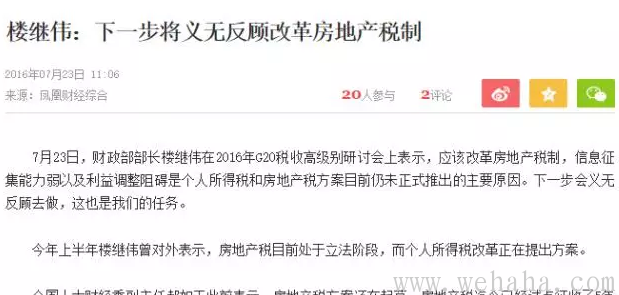 楼继伟：下一步将义无反顾改革房地产税制
2016年07月23日 11:06
来源：凤凰财经综合
20人参与 2评论
7月23日，财政部部长楼继伟在2016年G20税收高级别研讨会上表示，应该改革房地产税制，信息征
集能力弱以及利益调整阻碍是个人所得税和房地产税方案目前仍未正式推出的主要原因。下一步会义无
反顾去做，这也是我们的任务。
今年上半年楼继伟曾对外表示，房地产税目前处于立法阶段，而个人所得税改革正在提出方案。
www.wehaha.com